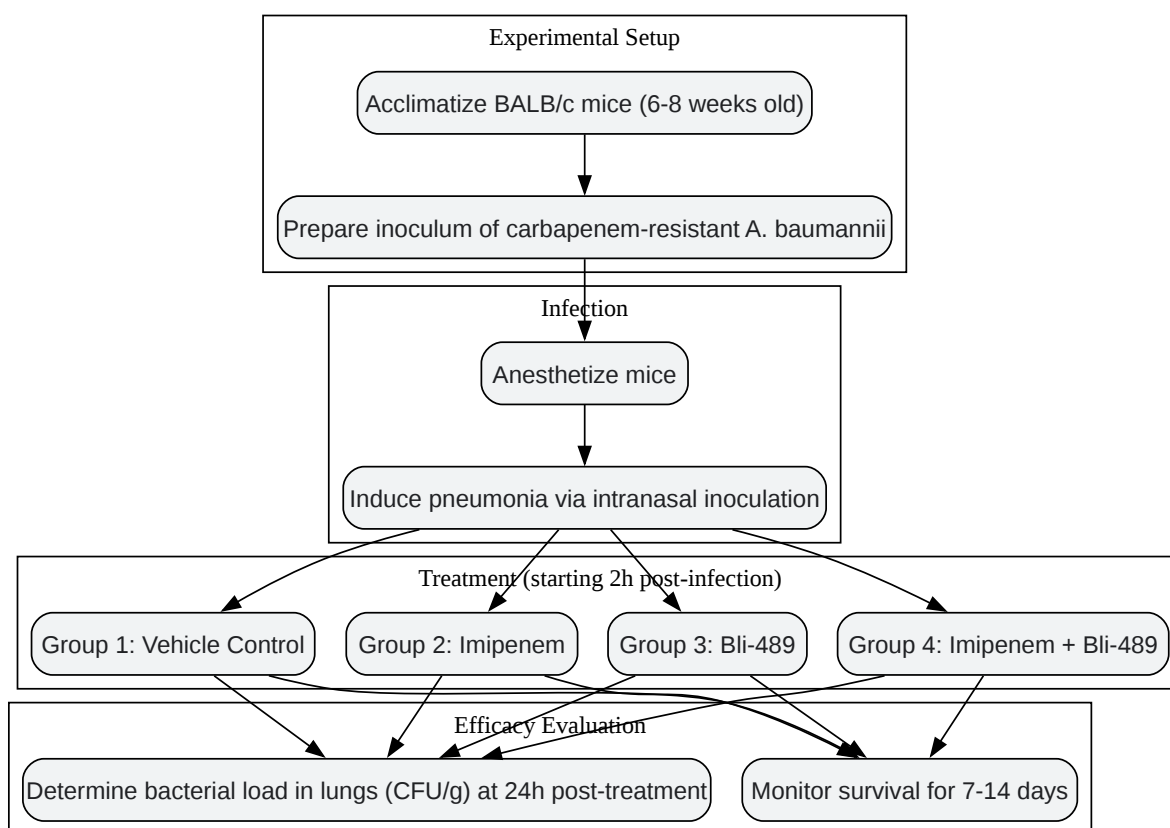 Experimental Setup
Acclimatize BALB/c mice (6-8 weeks old)
Prepare inoculum of carbapenem-resistant A. baumannii
Infection
Anesthetize mice
Induce pneumonia via intranasal inoculation
Treatment (starting 2h post-infection)
Group 1: Vehicle Control
Group 2: Imipenem
Group 3: Bli-489
Group 4: Imipenem + Bli-489
Efficacy Evaluation
Determine bacterial load in lungs (CFU/g) at 24h post-treatment
Monitor survival for 7-14 days